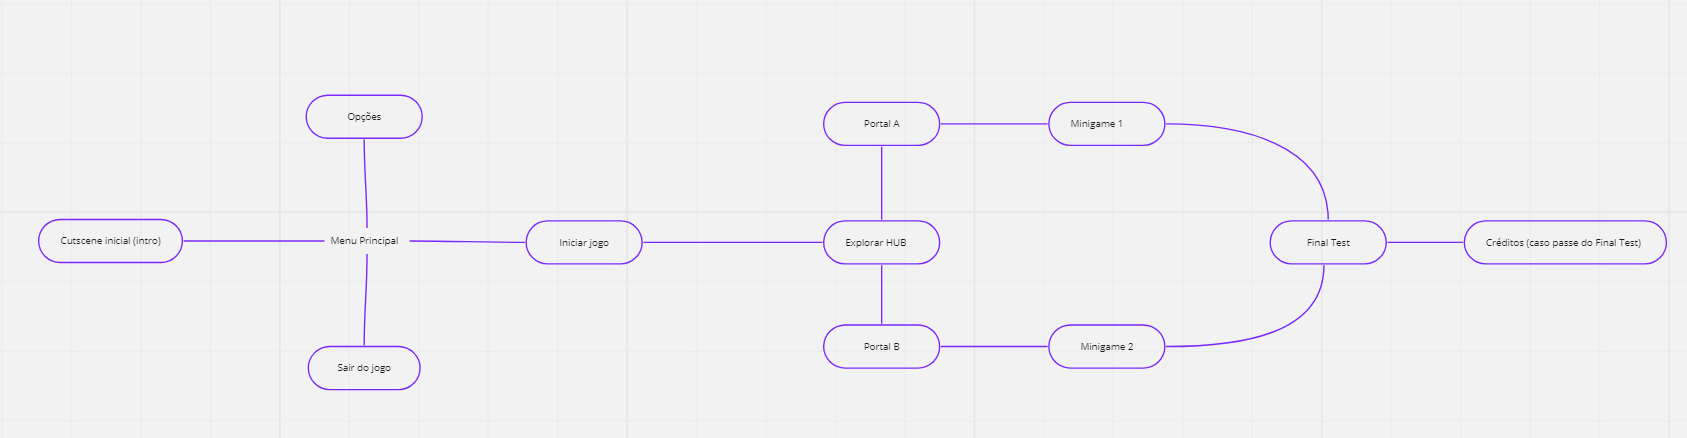 Opções
Portal A
Minigame 1
Cutscene inicial (intro)
Menu Principal
Iniciar jogo
Explorar HUB
Final Test
Créditos (caso passe do Final Test)
Portal B
Minigame 2
Sair do jogo